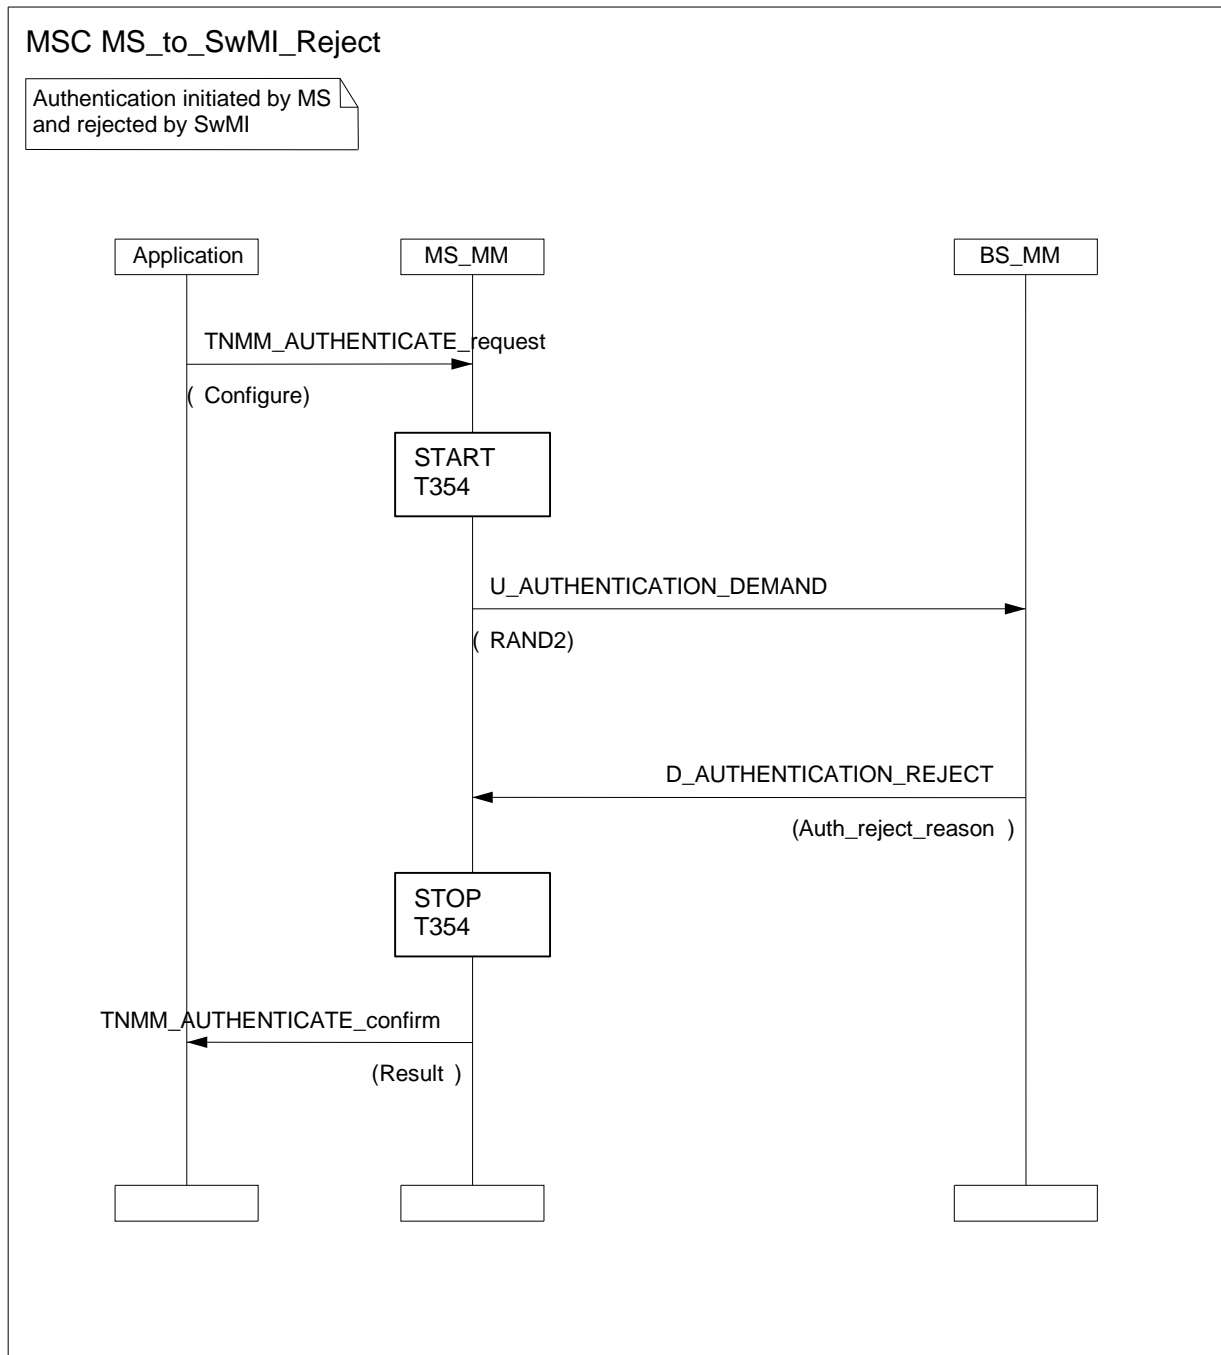 MSC MS_to_SwMI_Reject
Authentication initiated by MS
and rejected by SwMI
Application
MS_MM
BS_MM
TNMM_AUTHENTICATE_request
( Configure)
START
T354
U_AUTHENTICATION_DEMAND
( RAND2)
D_AUTHENTICATION_REJECT
(Auth_reject_reason )
STOP
T354
TNMM_AUTHENTICATE_confirm
(Result )